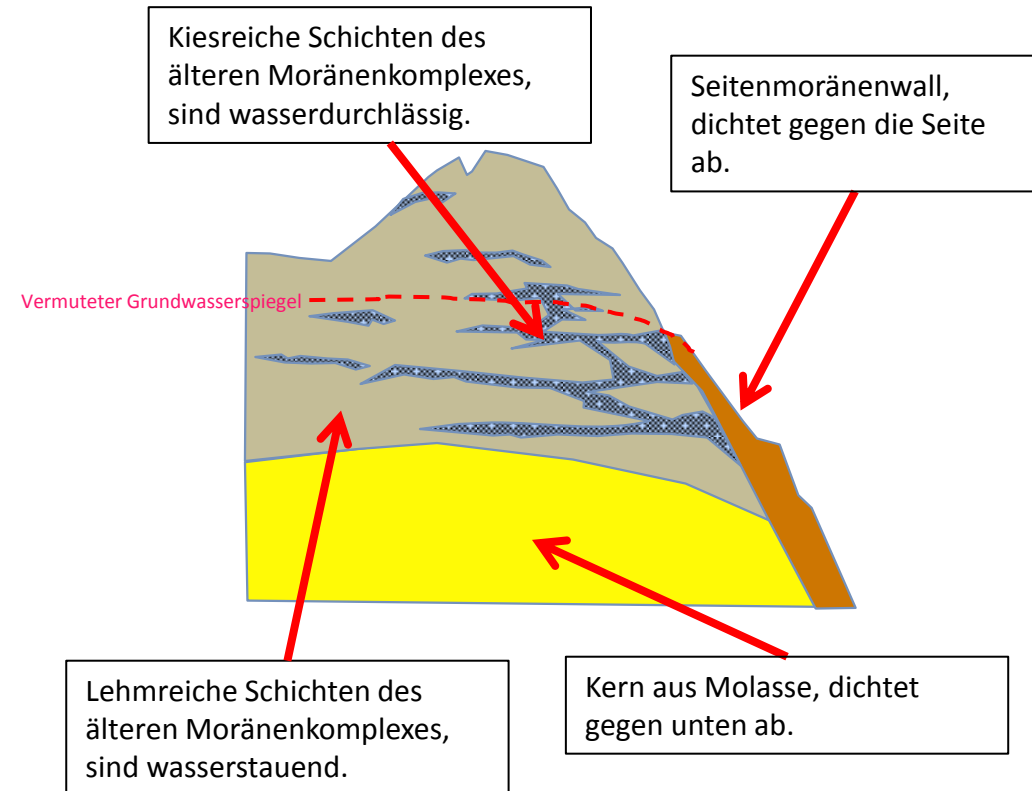 Kiesreiche Schichten des
älteren Moränenkomplexes,
sind wasserdurchlässig.
Seitenmoränenwall,
dichtet gegen die Seite
ab.
Vermuteter Grundwasserspiegel
Lehmreiche Schichten des
älteren Moränenkomplexes,
sind wasserstauend.
Kern aus Molasse, dichtet
gegen unten ab.